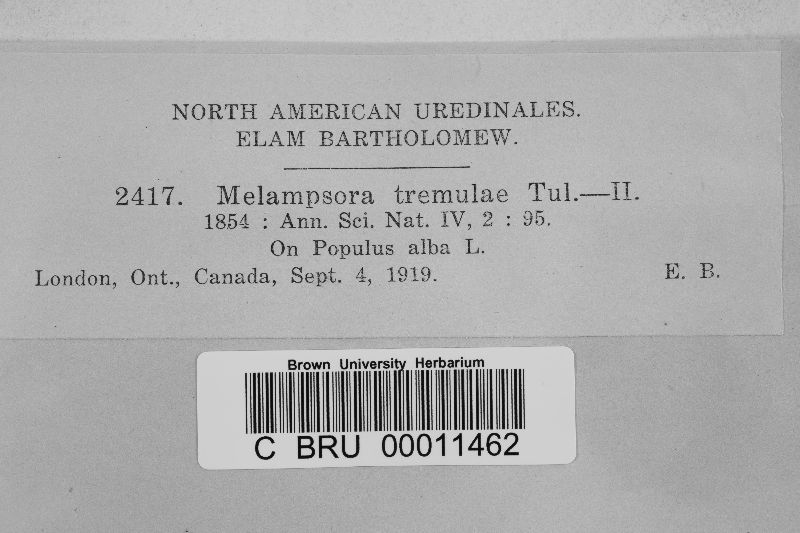 NORTH AMERICAN UREDINALES.
ELAM BARTHOLOMEW.
2417. Melampsora tremulae Tul.—II.
1854 : Ann. Sci. Nat. IV, 2 : 95.
On Populus alba L.
London, Ont., Canada, Sept. 4, 1919. E. B.
Brown University Herbarium
C BRU 00011462